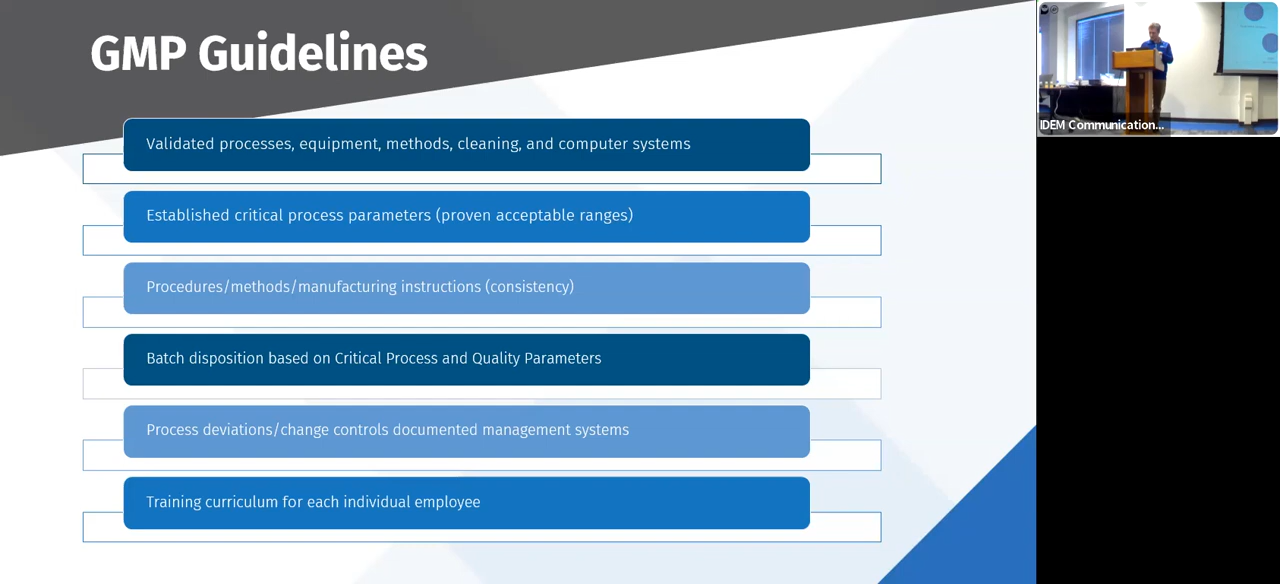 GMP Guidelines
Validated processes, equipment, methods, cleaning, and computer systems
Established critical process parameters (proven acceptable ranges)
Procedures/methods/manufacturing instructions (consistency)
Batch disposition based on Critical Process and Quality Parameters
Process deviations/change controls documented management systems
Training curriculum for each individual employee
IDEM Communication...